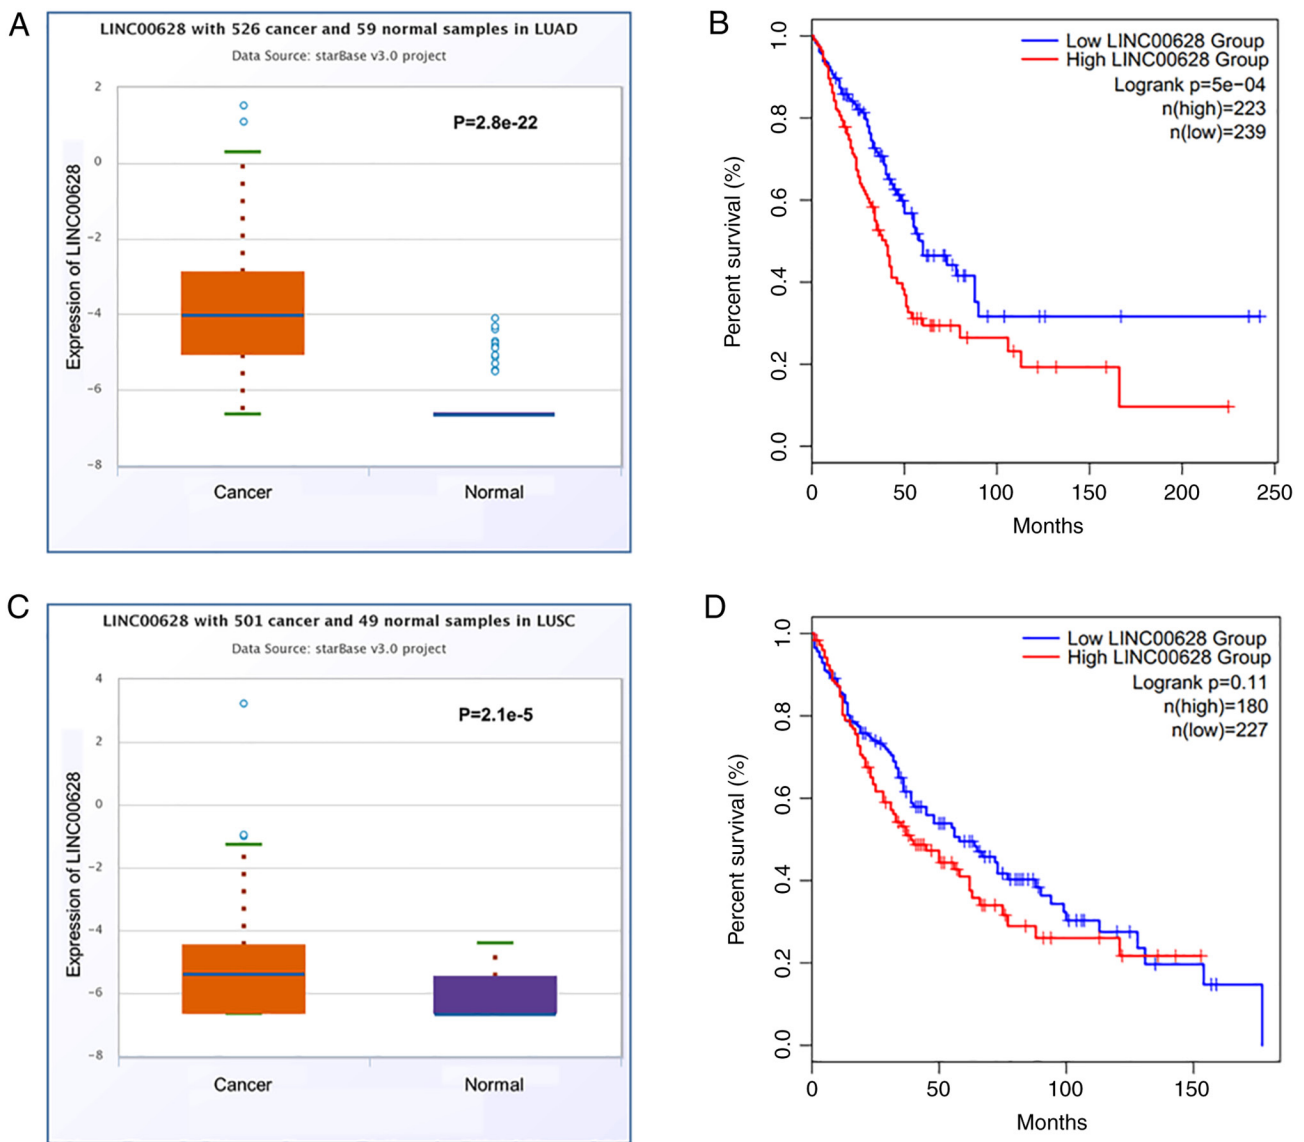 A
LINC00628 with 526 cancer and 59 normal samples in LUAD
Data Source: starBase v3.0 project
P=2.8e-22
Expression of LINC00628
2
0
−2
−4
−6
−8
Cancer
Normal
B
Low LINC00628 Group
High LINC00628 Group
Logrank p=5e−04
n(high)=223
n(low)=239
Percent survival (%)
1.0
0.8
0.6
0.4
0.2
0.0
0 50 100 150 200 250
Months
C
LINC00628 with 501 cancer and 49 normal samples in LUSC
Data Source: starBase v3.0 project
P=2.1e-5
Expression of LINC00628
4
2
0
−2
−4
−6
−8
Cancer
Normal
D
Low LINC00628 Group
High LINC00628 Group
Logrank p=0.11
n(high)=180
n(low)=227
Percent survival (%)
1.0
0.8
0.6
0.4
0.2
0.0
0 50 100 150
Months